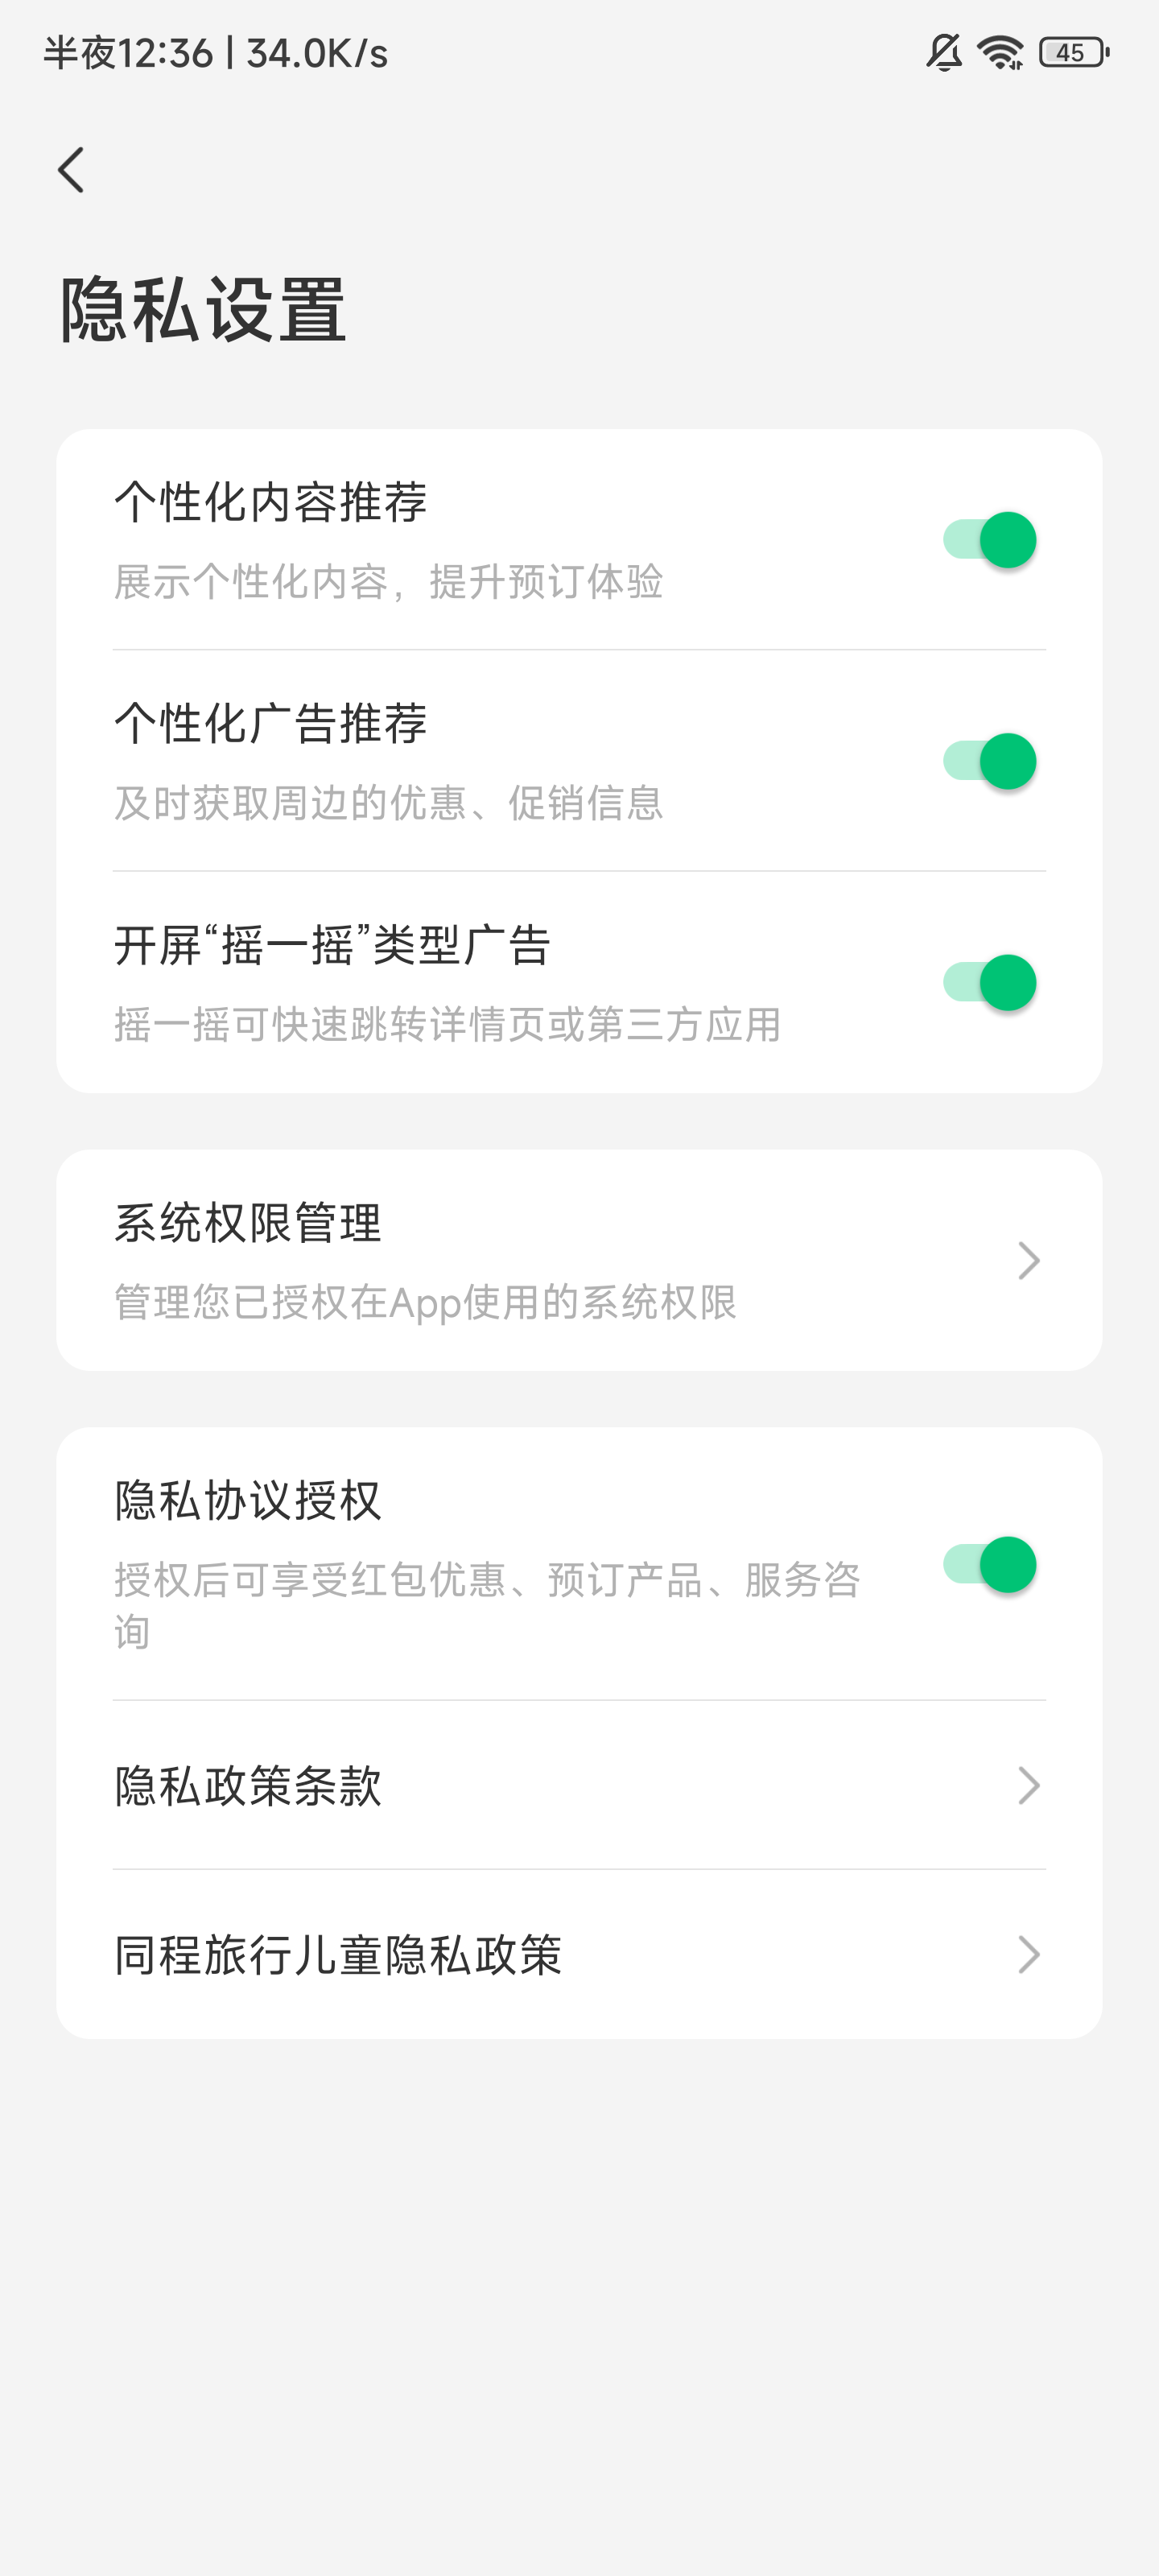 半夜12:36 | 34.0K/s
45
隐私设置
个性化内容推荐
展示个性化内容，提升预订体验
个性化广告推荐
及时获取周边的优惠、促销信息
开屏“摇一摇”类型广告
摇一摇可快速跳转详情页或第三方应用
系统权限管理
管理您已授权在App使用的系统权限
隐私协议授权
授权后可享受红包优惠、预订产品、服务咨
询
隐私政策条款
同程旅行儿童隐私政策